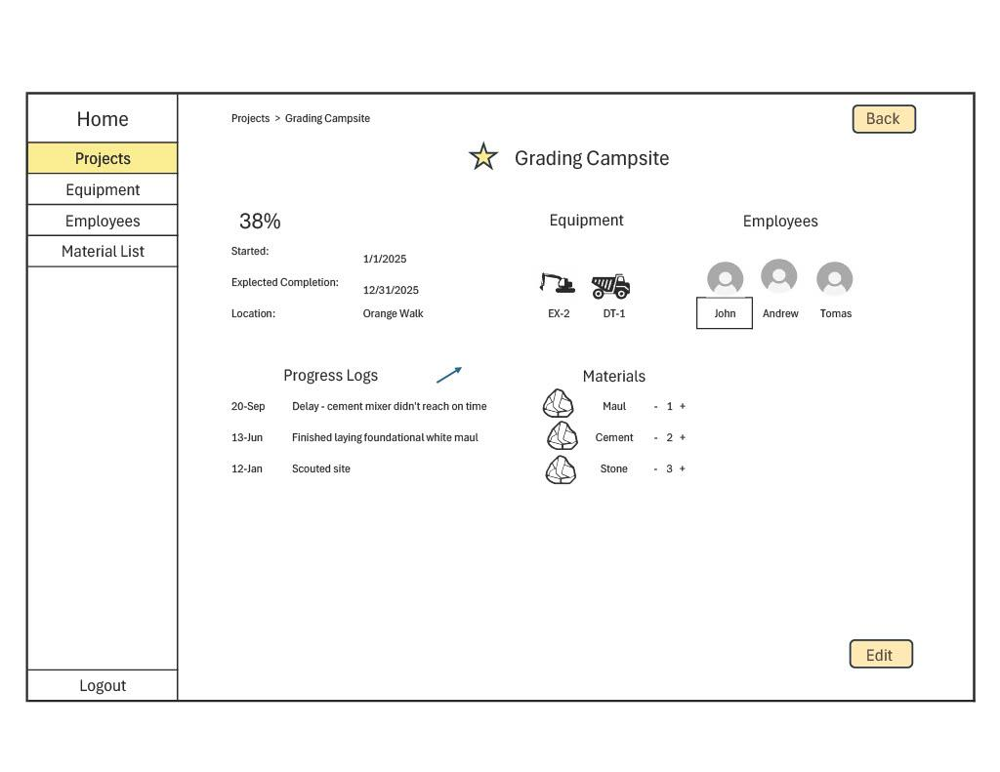 Home
Projects
Equipment
Employees
Material List
Logout
Projects > Grading Campsite
Back
Grading Campsite
38%
Started:
1/1/2025
Explected Completion:
12/31/2025
Location:
Orange Walk
Equipment
EX-2
DT-1
Employees
John
Andrew
Tomas
Progress Logs
20-Sep Delay - cement mixer didn't reach on time
13-Jun Finished laying foundational white maul
12-Jan Scouted site
Materials
Maul - 1 +
Cement - 2 +
Stone - 3 +
Edit